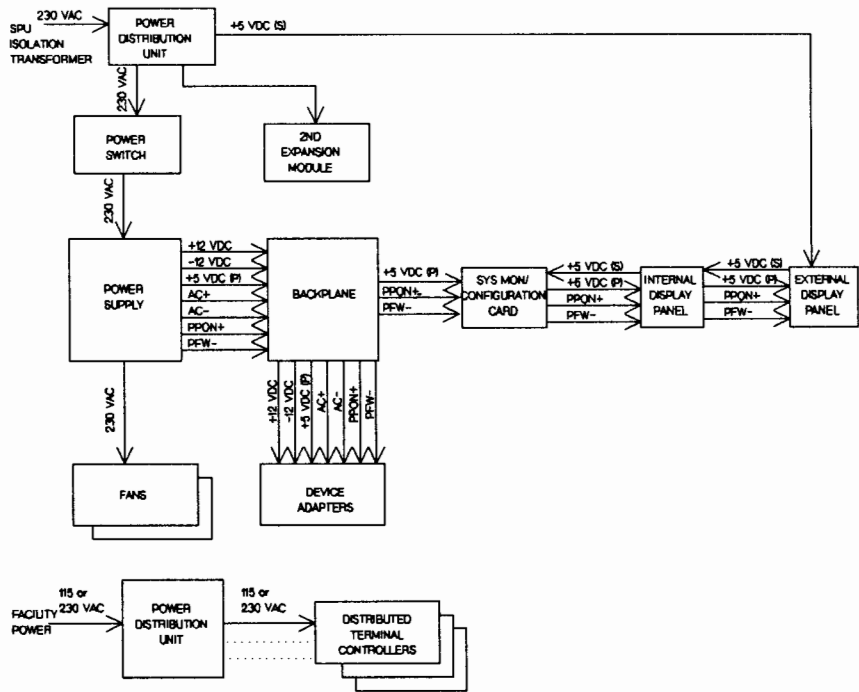 230 VAC
SPU
ISOLATION
TRANSFORMER
POWER
DISTRIBUTION
UNIT
+5 VDC (S)
230 VAC
POWER
SWITCH
2ND
EXPANSION
MODULE
230 VAC
POWER
SUPPLY
+12 VDC
-12 VDC
+5 VDC (P)
AC+
AC-
PPON+
PFW-
BACKPLANE
+5 VDC (P)
PPON+
PFW-
SYS MON/
CONFIGURATION
CARD
+5 VDC (S)
+5 VDC (P)
PPON+
PFW-
INTERNAL
DISPLAY
PANEL
+5 VDC (S)
+5 VDC (P)
PPON+
PFW-
EXTERNAL
DISPLAY
PANEL
230 VAC
+12 VDC
-12 VDC
+5 VDC (P)
AC+
AC-
PPON+
PFW-
FANS
DEVICE
ADAPTERS
FACILITY
POWER
115 or
230 VAC
POWER
DISTRIBUTION
UNIT
115 or
230 VAC
DISTRIBUTED
TERMINAL
CONTROLLERS